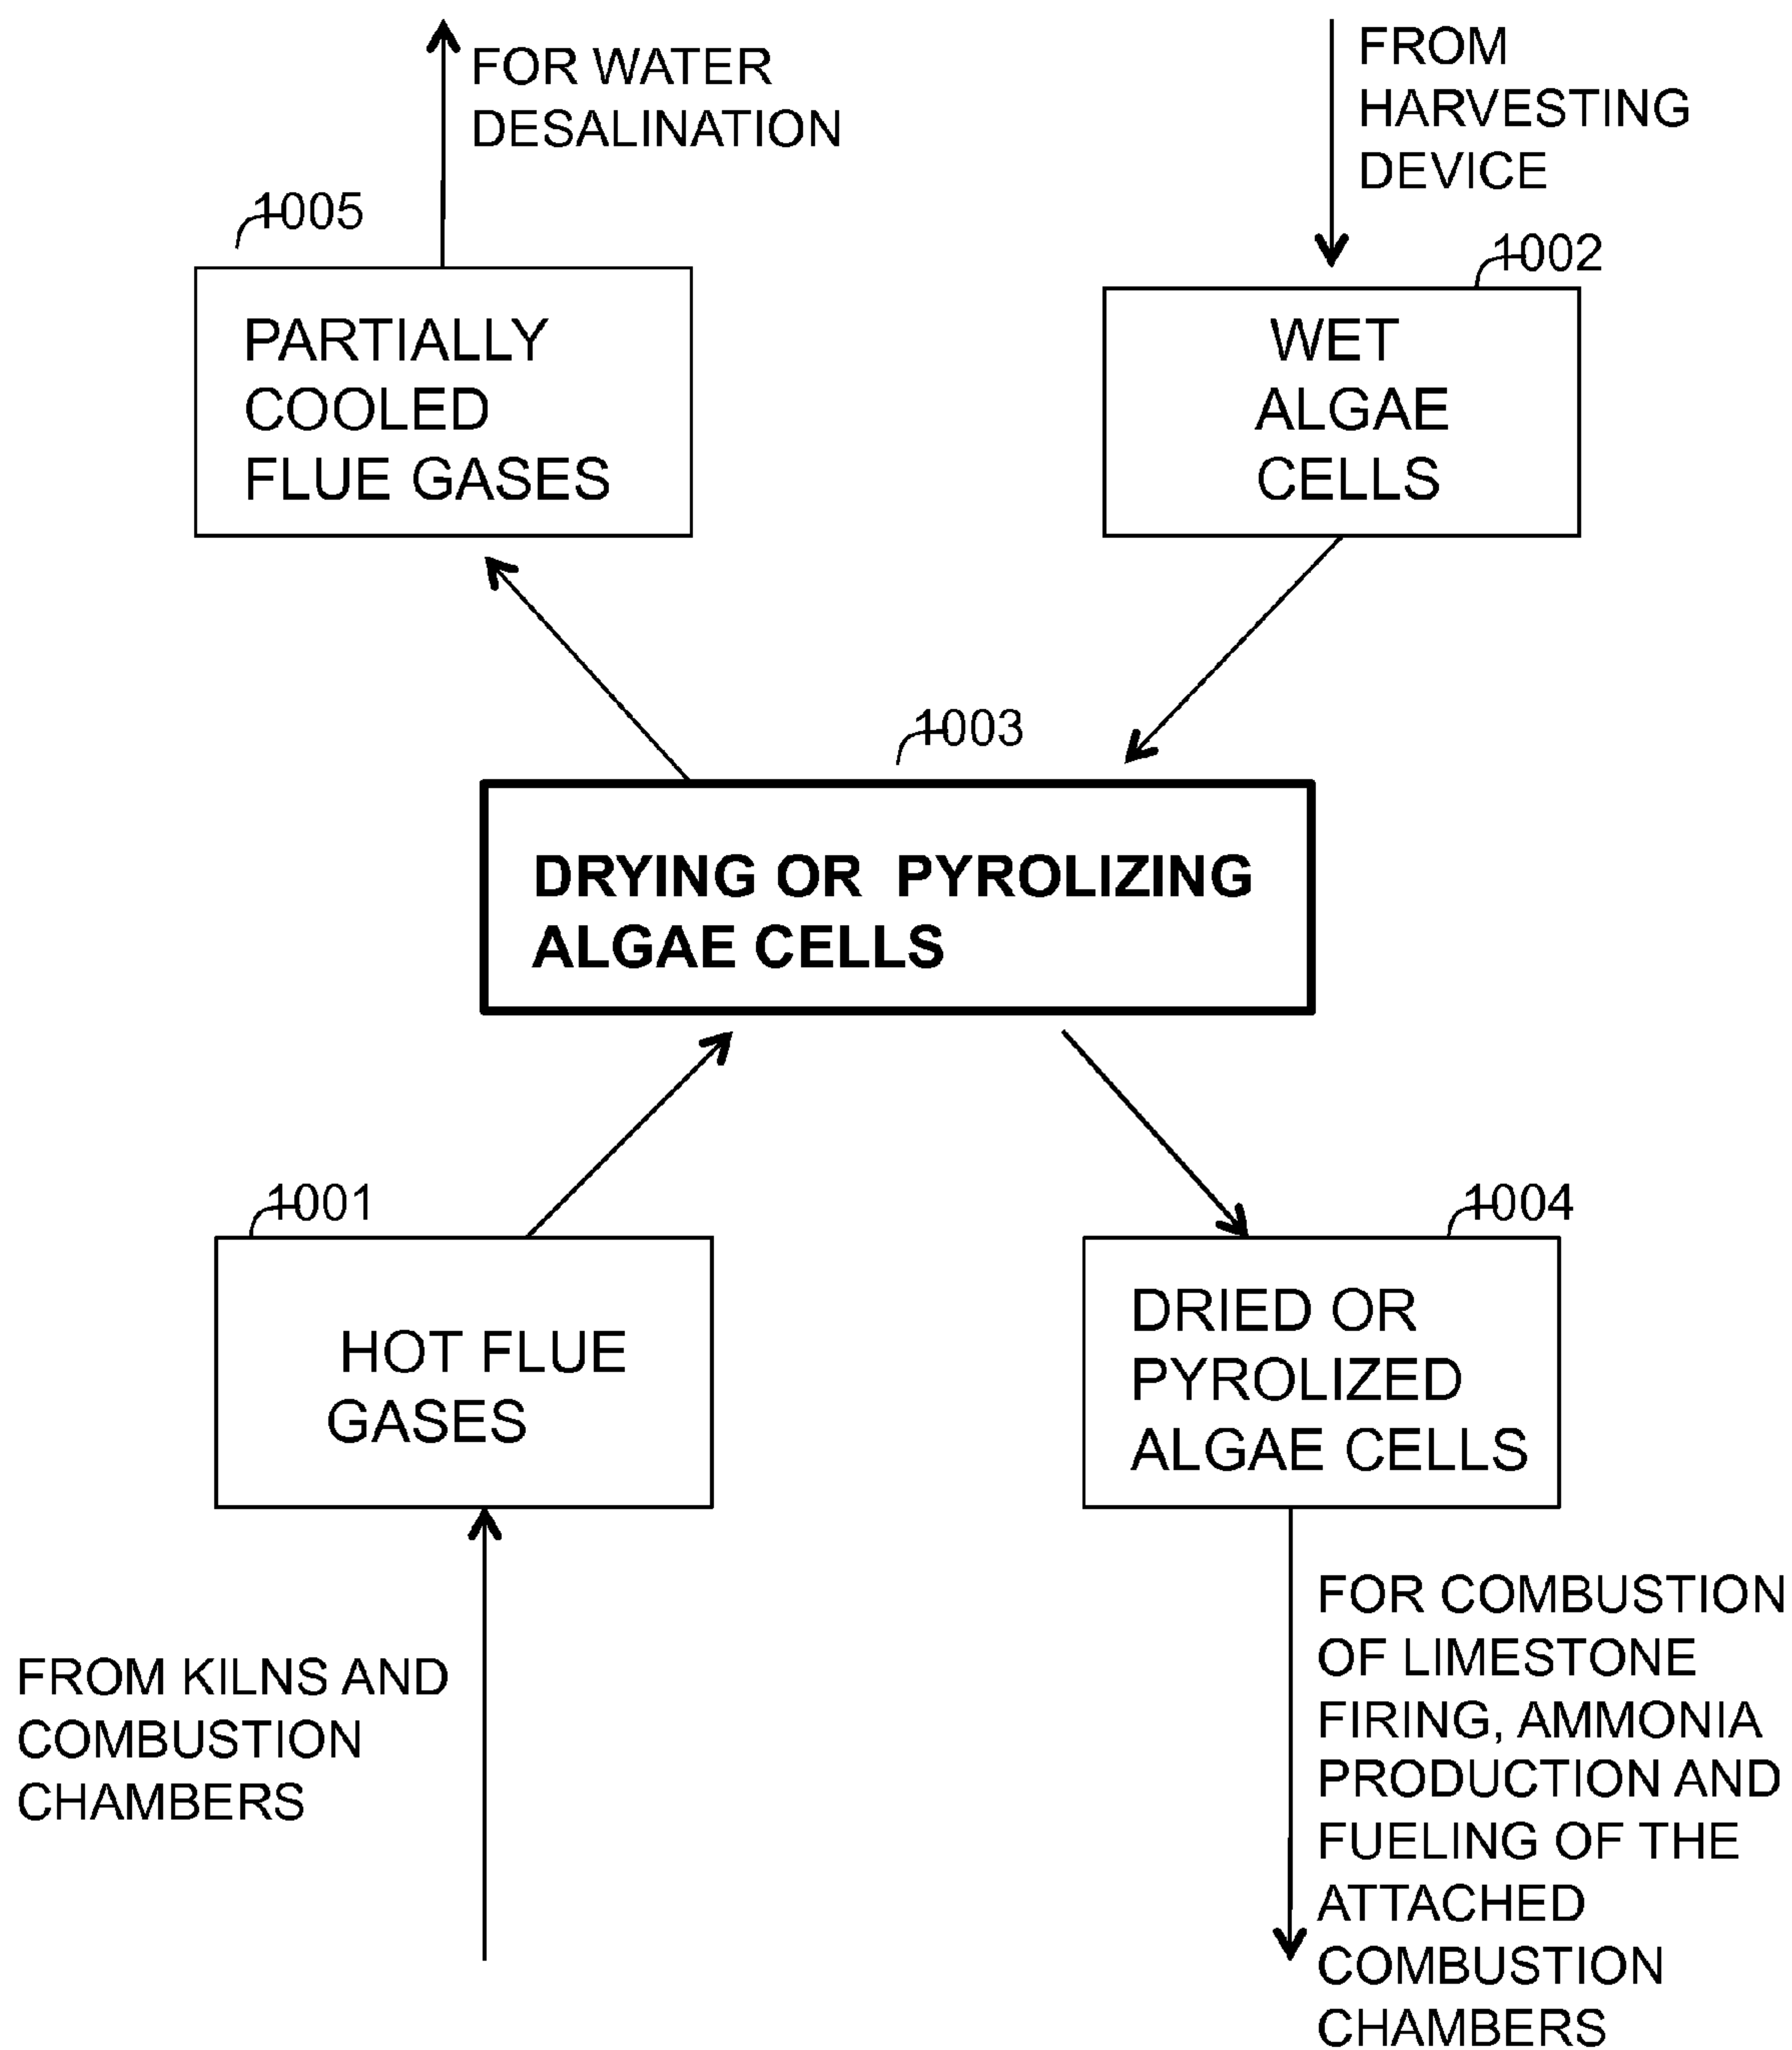 FOR WATER
DESALINATION
FROM
HARVESTING
DEVICE
1005
1002
PARTIALLY
COOLED
FLUE GASES
WET
ALGAE
CELLS
1003
DRYING OR PYROLIZING
ALGAE CELLS
1001
1004
HOT FLUE
GASES
DRIED OR
PYROLIZED
ALGAE CELLS
FROM KILNS AND
COMBUSTION
CHAMBERS
FOR COMBUSTION
OF LIMESTONE
FIRING, AMMONIA
PRODUCTION AND
FUELING OF THE
ATTACHED
COMBUSTION
CHAMBERS